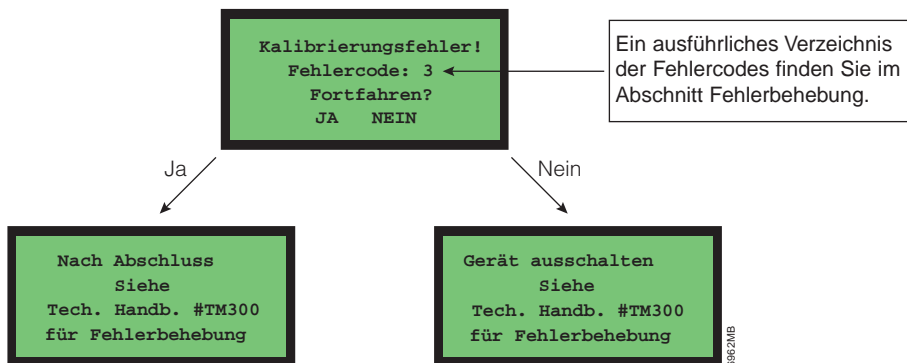 Kalibrierungsfehler!
Fehlercode: 3
Fortfahren?
JA NEIN
Ein ausführliches Verzeichnis
der Fehlercodes finden Sie im
Abschnitt Fehlerbehebung.
Ja
Nein
Nach Abschluss
Siehe
Tech. Handb. #TM300
für Fehlerbehebung
Gerät ausschalten
Siehe
Tech. Handb. #TM300
für Fehlerbehebung